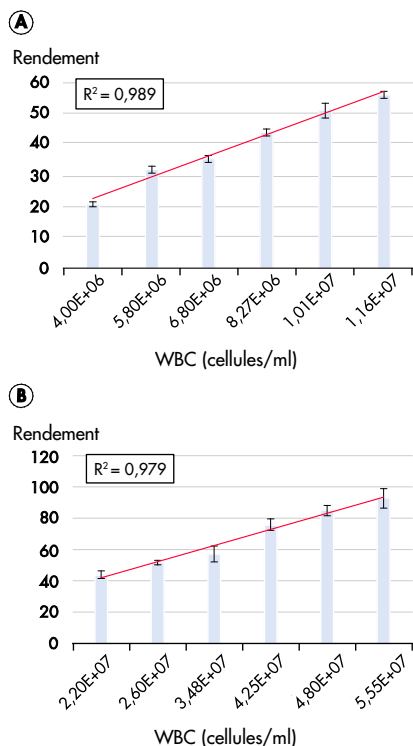 A
Rendement
R² = 0,989
60
50
40
30
20
10
0
4,00E+06
5,80E+06
6,80E+06
8,27E+06
1,01E+07
1,16E+07
WBC (cellules/ml)
B
Rendement
R² = 0,979
120
100
80
60
40
20
0
2,20E+07
2,60E+07
3,48E+07
4,25E+07
4,80E+07
5,55E+07
WBC (cellules/ml)